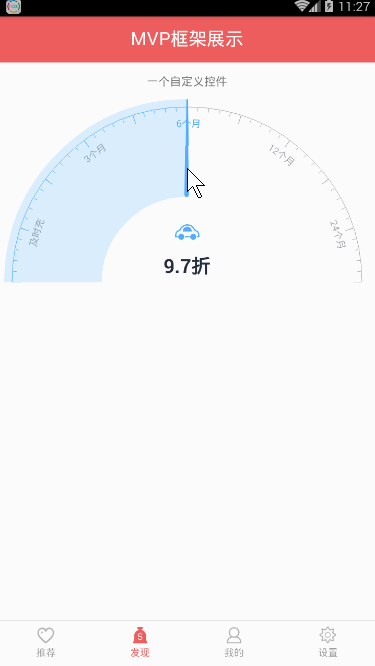 11:27
MVP框架展示
一个自定义控件
及时充
3个月
6个月
12个月
24个月
9.7折
推荐
发现
我的
设置